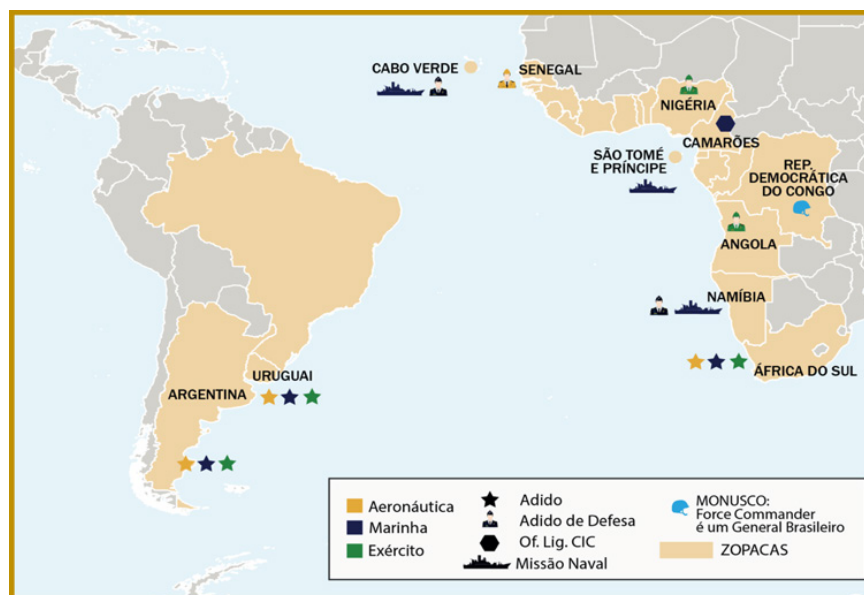 CABO VERDE
SENEGAL
NIGÉRIA
CAMARÕES
SÃO TOMÉ
E PRÍNCIPE
REP.
DEMOCRÁTICA
DO CONGO
ANGOLA
NAMÍBIA
URUGUAI
ARGENTINA
ÁFRICA DO SUL
Aeronáutica
Marinha
Exército
Adido
Adido de Defesa
Of. Lig. CIC
Missão Naval
MONUSCO:
Force Commander
é um General Brasileiro
ZOPACAS